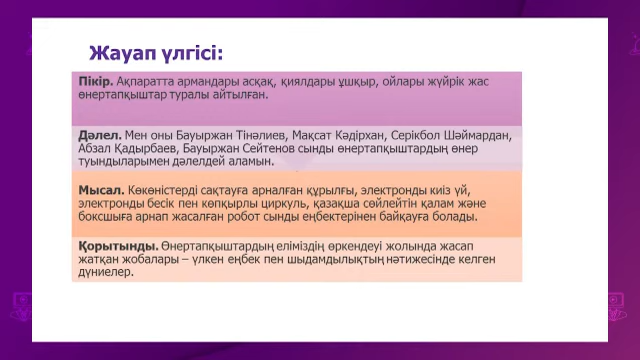 Жауап үлгісі:
Пікір. Ақпаратта армандары асқақ, қиялдары ұшқыр, ойлары жүйрік жас
өнертапқыштар туралы айтылған.
Дәлел. Мен оны Бауыржан Тінәлиев, Мақсат Кәдірхан, Серікбол Шәймардан,
Абзал Қадырбаев, Бауыржан Сейтенов сынды өнертапқыштардың өнер
туындыларымен дәлелдей аламын.
Мысал. Көкөністерді сақтауға арналған құрылғы, электронды киіз үй,
электронды бесік пен көпқырлы циркуль, қазақша сөйлейтін қалам және
боксшыға арнап жасалған робот сынды еңбектерінен байқауға болады.
Қорытынды. Өнертапқыштардың еліміздің өркендеуі жолында жасап
жатқан жобалары – үлкен еңбек пен шыдамдылықтың нәтижесінде келген
дүниелер.